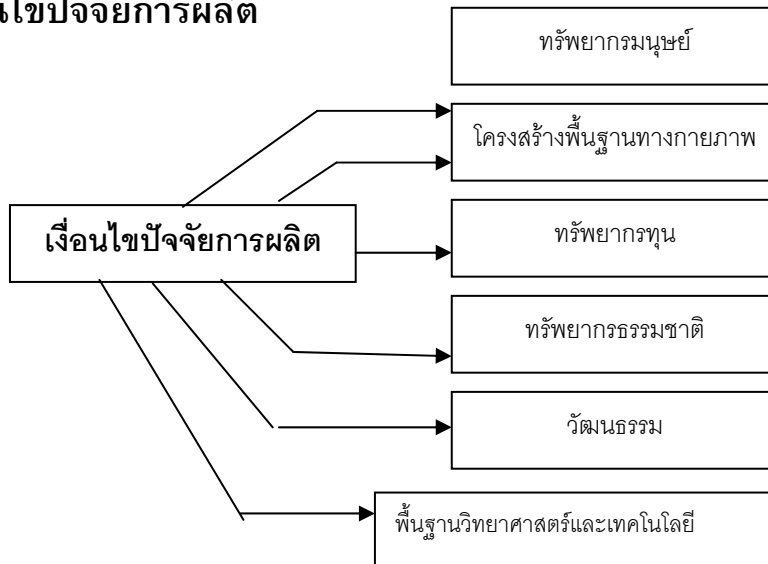 นไขปัจจัยการผลิต
ทรัพยากรมนุษย์
โครงสร้างพื้นฐานทางกายภาพ
เงื่อนไขปัจจัยการผลิต
ทรัพยากรทุน
ทรัพยากรธรรมชาติ
วัฒนธรรม
พื้นฐานวิทยาศาสตร์และเทคโนโลยี